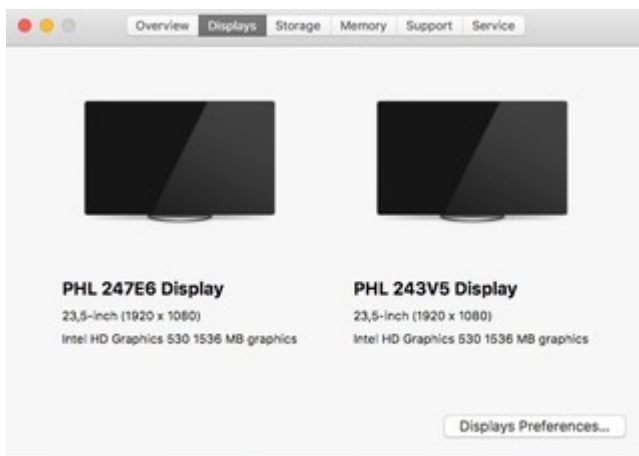 Overview Displays Storage Memory Support Service
PHL 247E6 Display
23,5-inch (1920 x 1080)
Intel HD Graphics 530 1536 MB graphics
PHL 243V5 Display
23,5-inch (1920 x 1080)
Intel HD Graphics 530 1536 MB graphics
Displays Preferences...